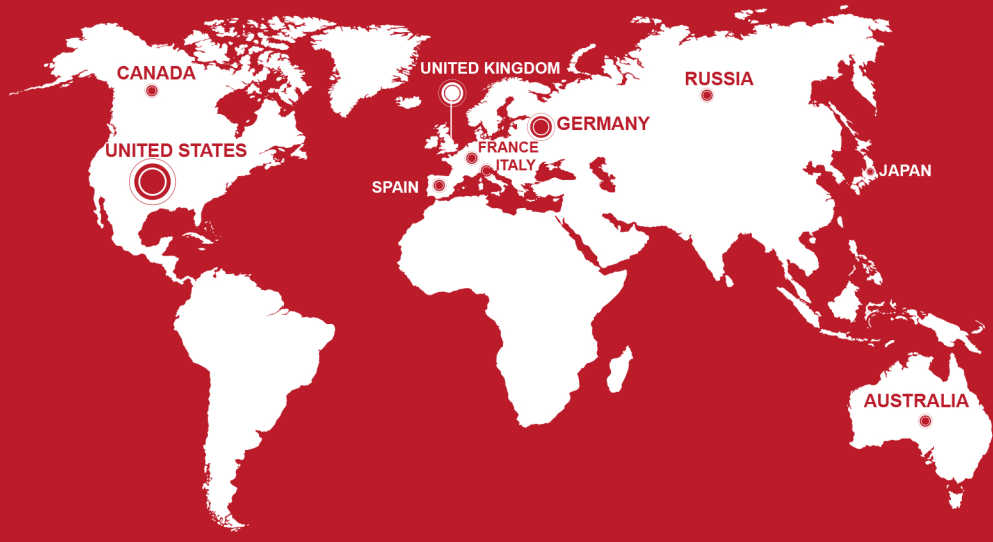 UNITED KINGDOM
CANADA
RUSSIA
GERMANY
UNITED STATES
FRANCE
ITALY
SPAIN
JAPAN
AUSTRALIA